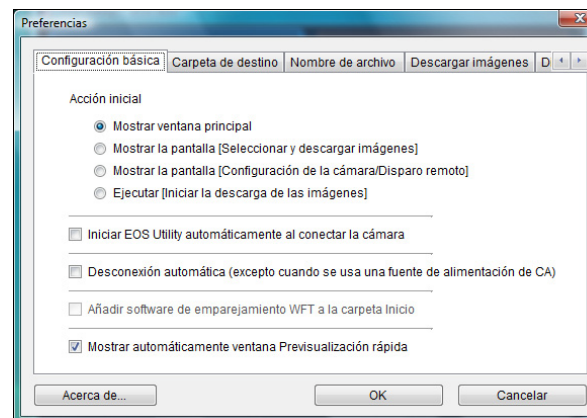 Preferencias
Configuración básica
Carpeta de destino
Nombre de archivo
Descargar imágenes
D
Acción inicial
Mostrar ventana principal
Mostrar la pantalla [Seleccionar y descargar imágenes]
Mostrar la pantalla [Configuración de la cámara/Disparo remoto]
Ejecutar [Iniciar la descarga de las imágenes]
Iniciar EOS Utility automáticamente al conectar la cámara
Desconexión automática (excepto cuando se usa una fuente de alimentación de CA)
Añadir software de emparejamiento WFT a la carpeta Inicio
Mostrar automáticamente ventana Previsualización rápida
Acerca de...
OK
Cancelar